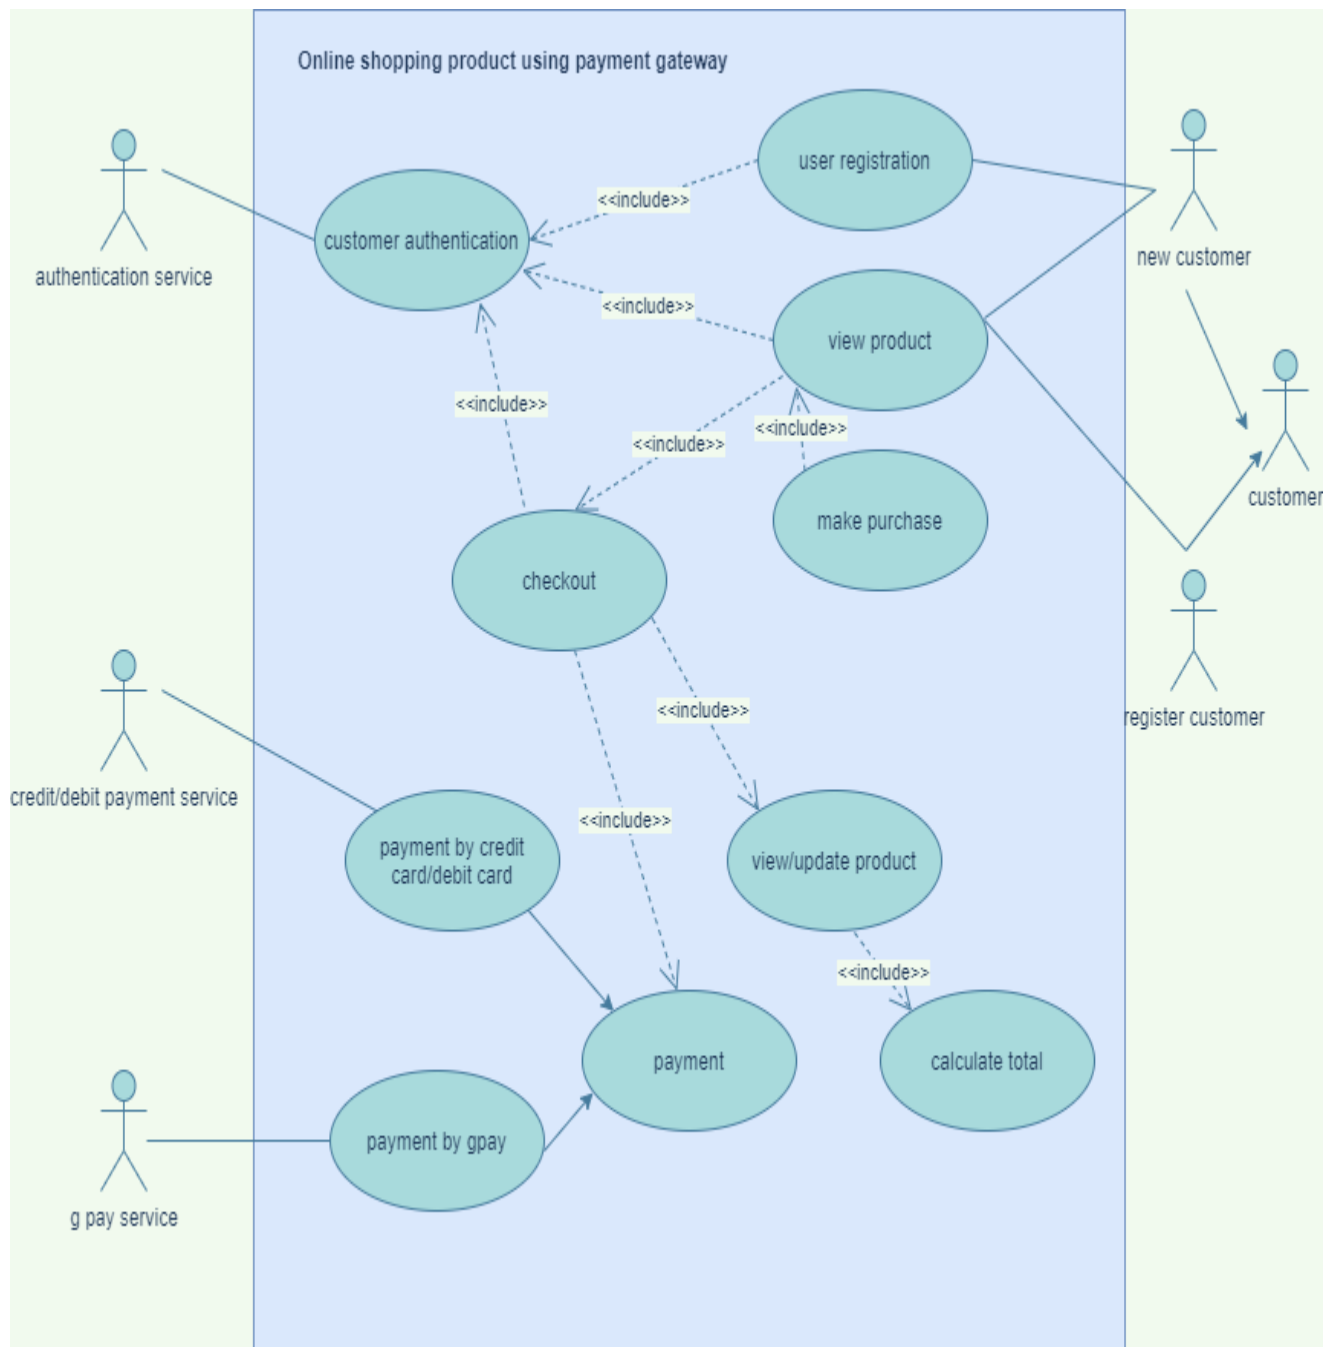 Online shopping product using payment gateway
user registration
<<include>>
customer authentication
new customer
authentication service
<<include>>
view product
<<include>>
<<include>>
<<include>>
customer
make purchase
checkout
<<include>>
register customer
credit/debit payment service
<<include>>
payment by credit
card/debit card
view/update product
<<include>>
payment
calculate total
payment by gpay
g pay service